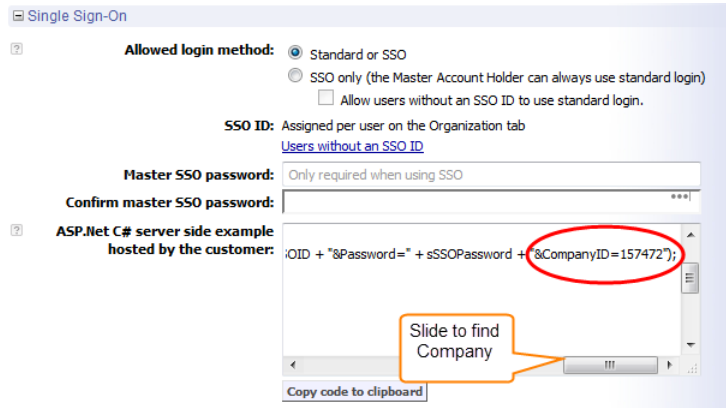 Single Sign-On
Allowed login method:
Standard or SSO
SSO only (the Master Account Holder can always use standard login)
Allow users without an SSO ID to use standard login.
SSO ID: Assigned per user on the Organization tab
Users without an SSO ID
Master SSO password: Only required when using SSO
Confirm master SSO password:
ASP.Net C# server side example
hosted by the customer:
OID + "&Password=" + sSSOPassword + "&CompanyID=157472");
Slide to find
Company
Copy code to clipboard